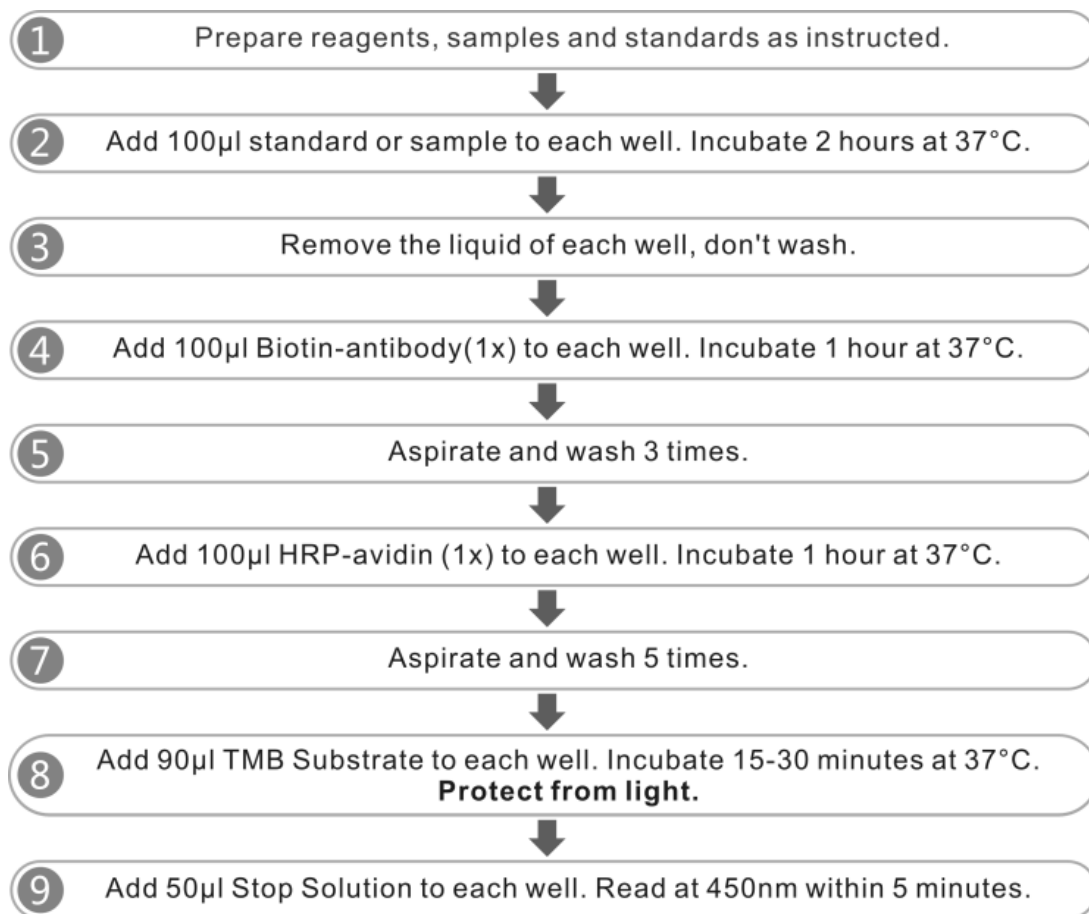 1 Prepare reagents, samples and standards as instructed.
2 Add 100µl standard or sample to each well. Incubate 2 hours at 37°C.
3 Remove the liquid of each well, don't wash.
4 Add 100µl Biotin-antibody(1x) to each well. Incubate 1 hour at 37°C.
5 Aspirate and wash 3 times.
6 Add 100µl HRP-avidin (1x) to each well. Incubate 1 hour at 37°C.
7 Aspirate and wash 5 times.
8 Add 90µl TMB Substrate to each well. Incubate 15-30 minutes at 37°C.
Protect from light.
9 Add 50µl Stop Solution to each well. Read at 450nm within 5 minutes.